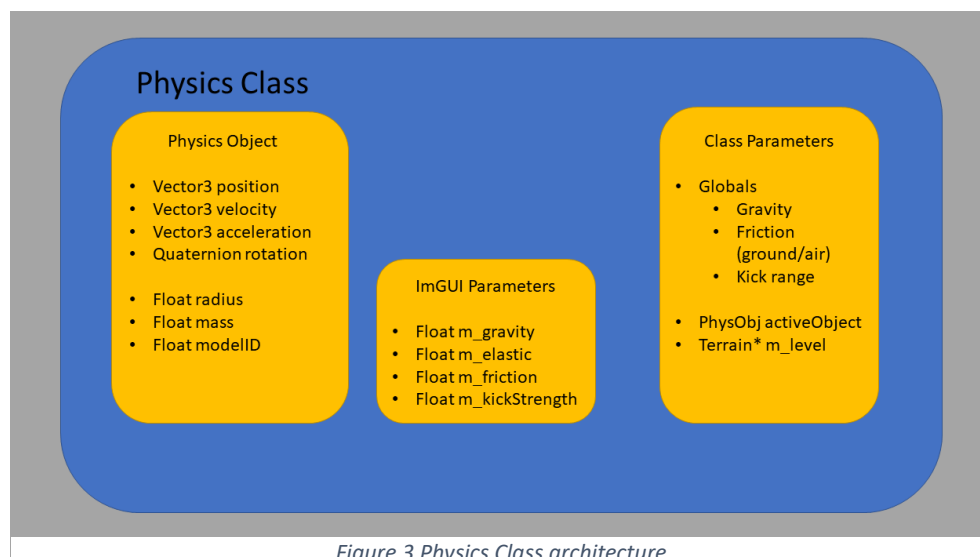 Physics Class
Physics Object
• Vector3 position
• Vector3 velocity
• Vector3 acceleration
• Quaternion rotation
• Float radius
• Float mass
• Float modelID
ImGUI Parameters
• Float m_gravity
• Float m_elastic
• Float m_friction
• Float m_kickStrength
Class Parameters
• Globals
• Gravity
• Friction
(ground/air)
• Kick range
• PhysObj activeObject
• Terrain* m_level
Figure 3 Physics Class architecture